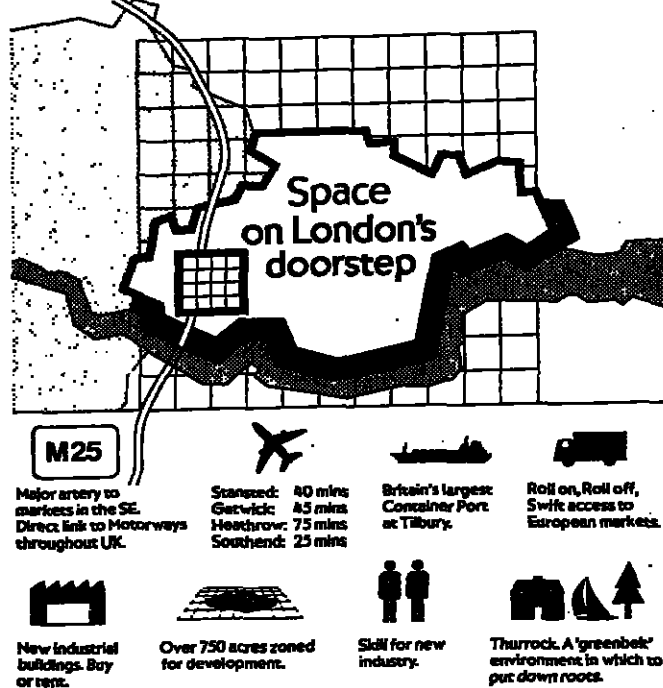 Space
on London's
doorstep
M25
Major artery to
markets in the SE.
Direct link to Motorways
throughout UK.
Stansted: 40 mins
Gatwick: 45 mins
Heathrow: 75 mins
Southend: 25 mins
Britain's largest
Container Port
at Tilbury.
Roll on, Roll off,
Swift access to
European markets.
New industrial
buildings. Buy
or rent.
Over 750 acres zoned
for development.
Skill for new
industry.
Thurrock. A 'greenbelt'
environment in which to
put down roots.